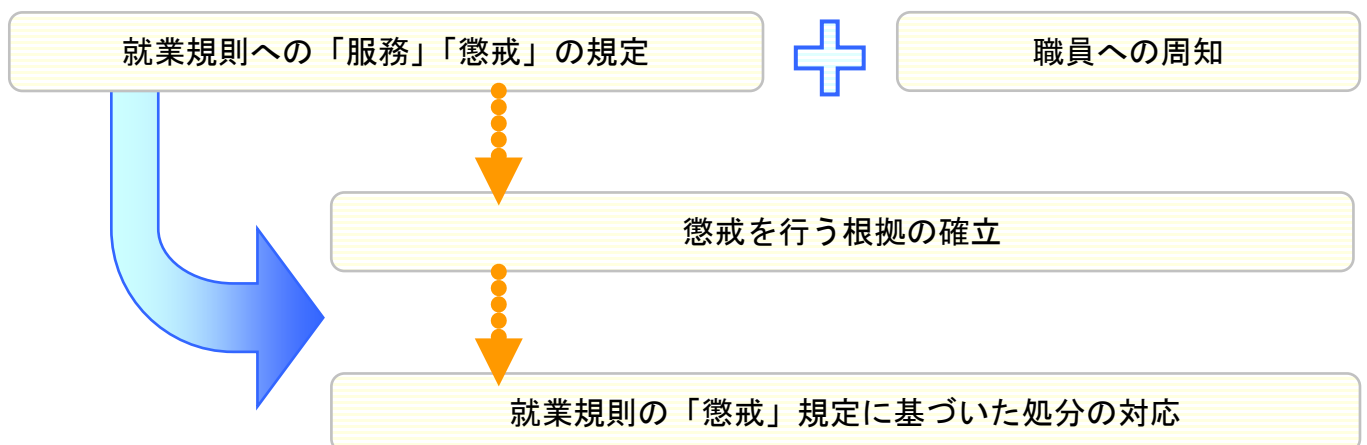 就業規則への「服務」「懲戒」の規定
職員への周知
懲戒を行う根拠の確立
就業規則の「懲戒」規定に基づいた処分の対応